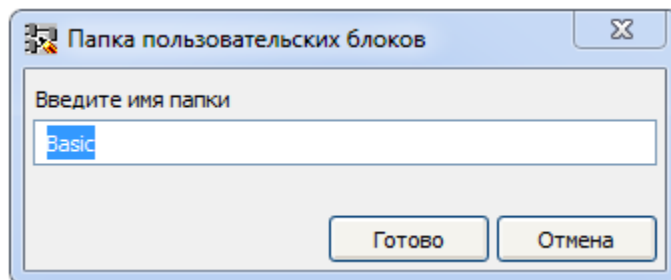 Папка пользовательских блоков
Введите имя папки
Basic
Готово Отмена